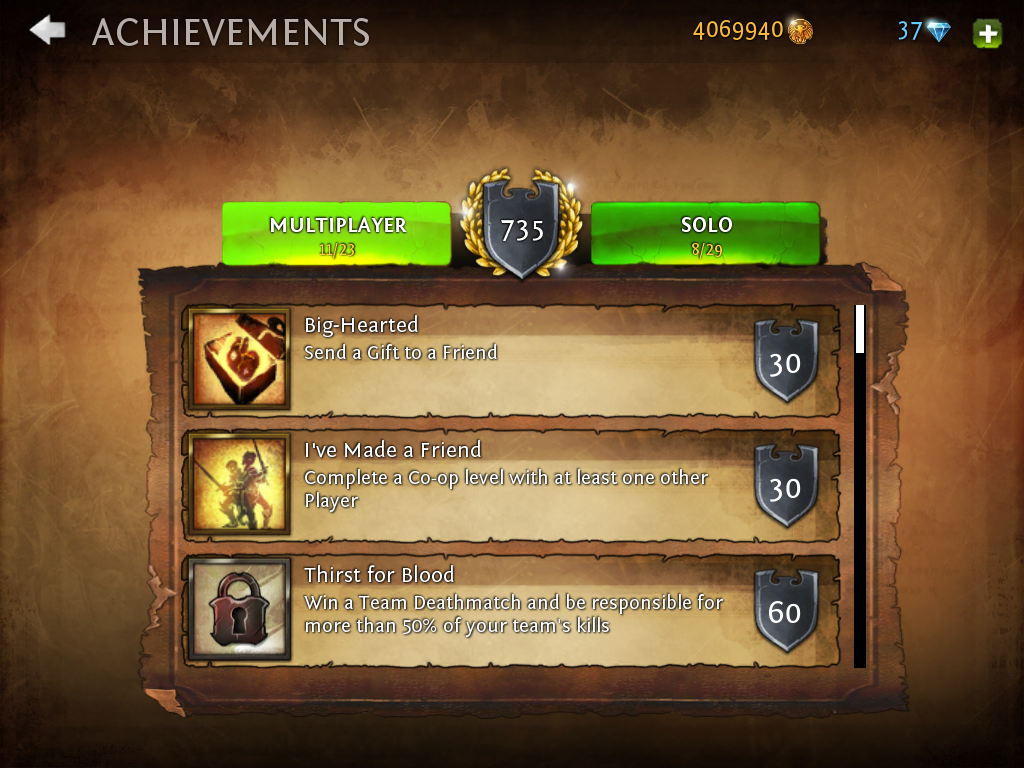 ACHIEVEMENTS
4069940
37
MULTIPLAYER
11/23
735
SOLO
8/29
Big-Hearted
Send a Gift to a Friend
30
I've Made a Friend
Complete a Co-op level with at least one other
Player
30
Thirst for Blood
Win a Team Deathmatch and be responsible for
more than 50% of your team's kills
60